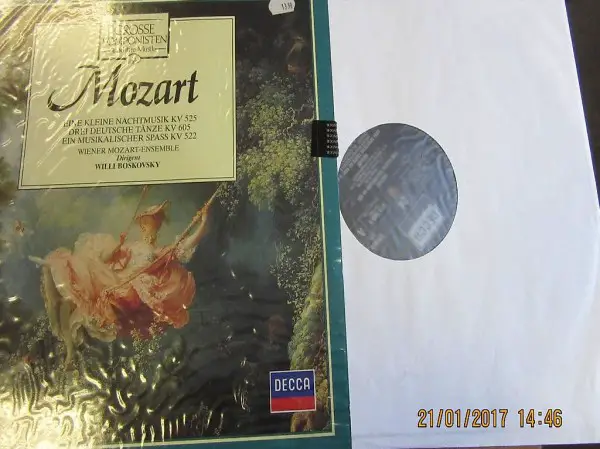 GROSSE
KOMPONISTEN
Mozart
EINE KLEINE NACHTMUSIK KV 525
DREI DEUTSCHE TÄNZE KV 605
EIN MUSIKALISCHER SPASS KV 522
WIENER MOZART-ENSEMBLE
Dirigent
WILLI BOSKOVSKY
DECCA
21/01/2017 14:46